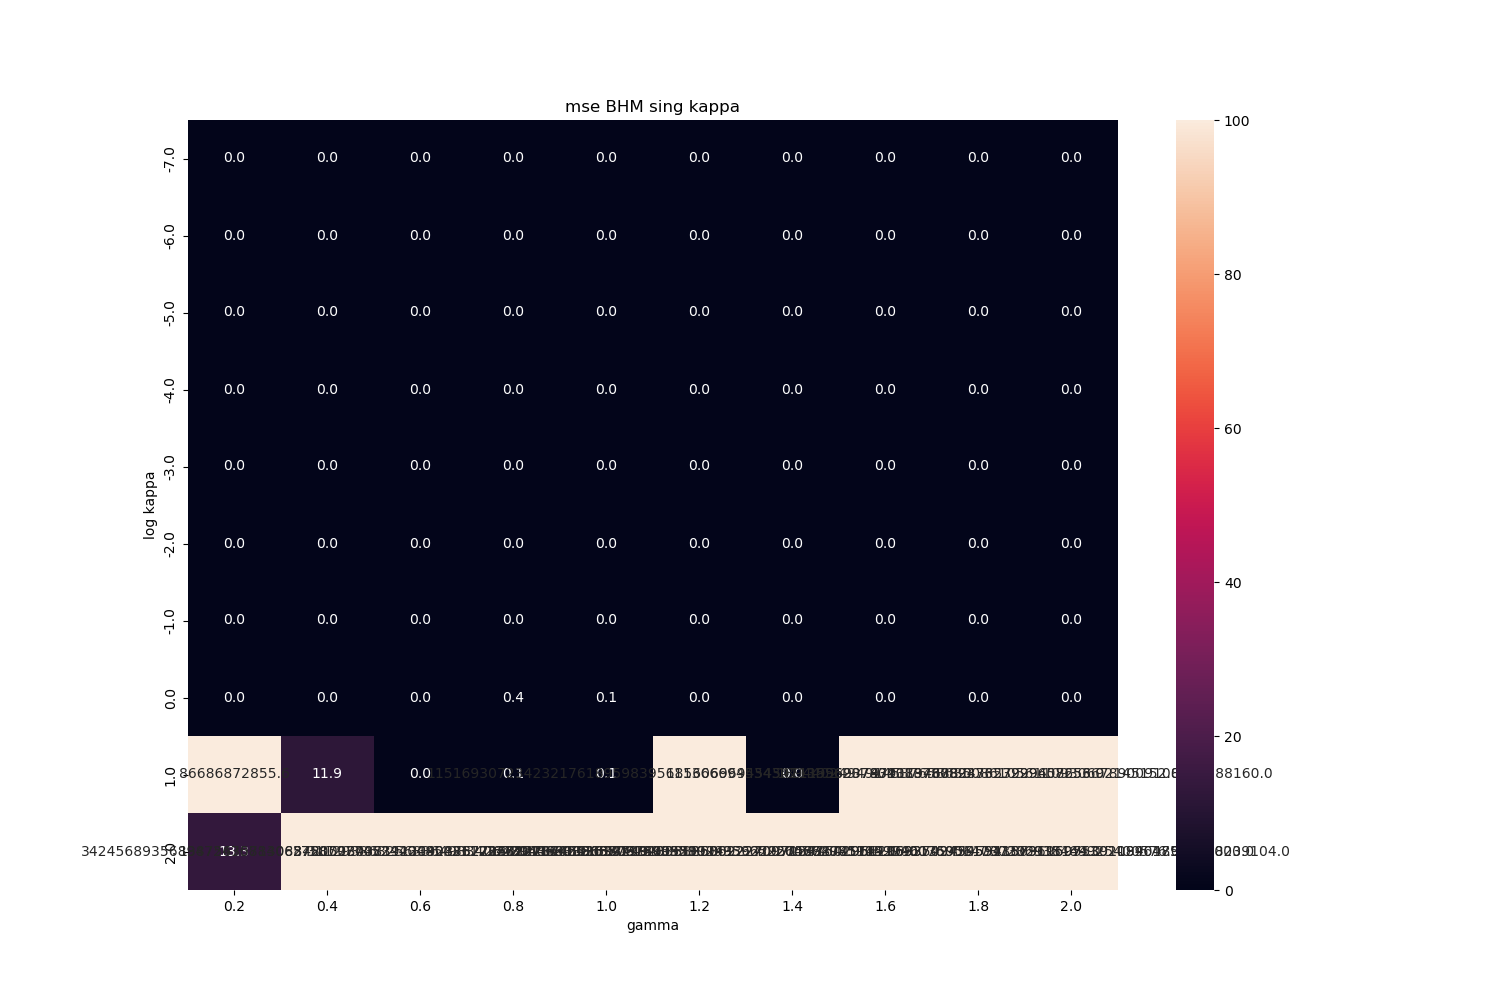 mse BHM sing kappa
-7.0 0.0 0.0 0.0 0.0 0.0 0.0 0.0 0.0 0.0 0.0 100
-6.0 0.0 0.0 0.0 0.0 0.0 0.0 0.0 0.0 0.0 0.0
-5.0 0.0 0.0 0.0 0.0 0.0 0.0 0.0 0.0 0.0 0.0 80
-4.0 0.0 0.0 0.0 0.0 0.0 0.0 0.0 0.0 0.0 0.0
-3.0 0.0 0.0 0.0 0.0 0.0 0.0 0.0 0.0 0.0 0.0 60
log kappa
-2.0 0.0 0.0 0.0 0.0 0.0 0.0 0.0 0.0 0.0 0.0 40
-1.0 0.0 0.0 0.0 0.0 0.0 0.0 0.0 0.0 0.0 0.0
0.0 0.0 0.0 0.0 0.4 0.1 0.0 0.0 0.0 0.0 0.0 20
1.0 11.9 0.0 0.1 0.1 0.0
2.0 13.3
0
0.2 0.4 0.6 0.8 1.0 1.2 1.4 1.6 1.8 2.0
gamma